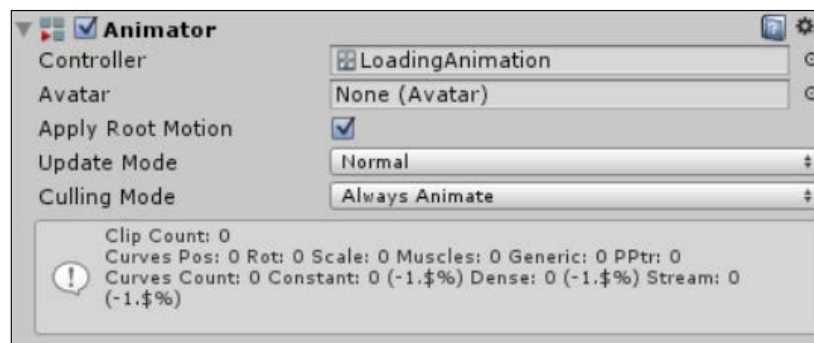 Animator
Controller LoadingAnimation
Avatar None (Avatar)
Apply Root Motion
Update Mode Normal
Culling Mode Always Animate
Clip Count: 0
Curves Pos: 0 Rot: 0 Scale: 0 Muscles: 0 Generic: 0 PPtr: 0
Curves Count: 0 Constant: 0 (-1.$%) Dense: 0 (-1.$%) Stream: 0
(-1.$%)